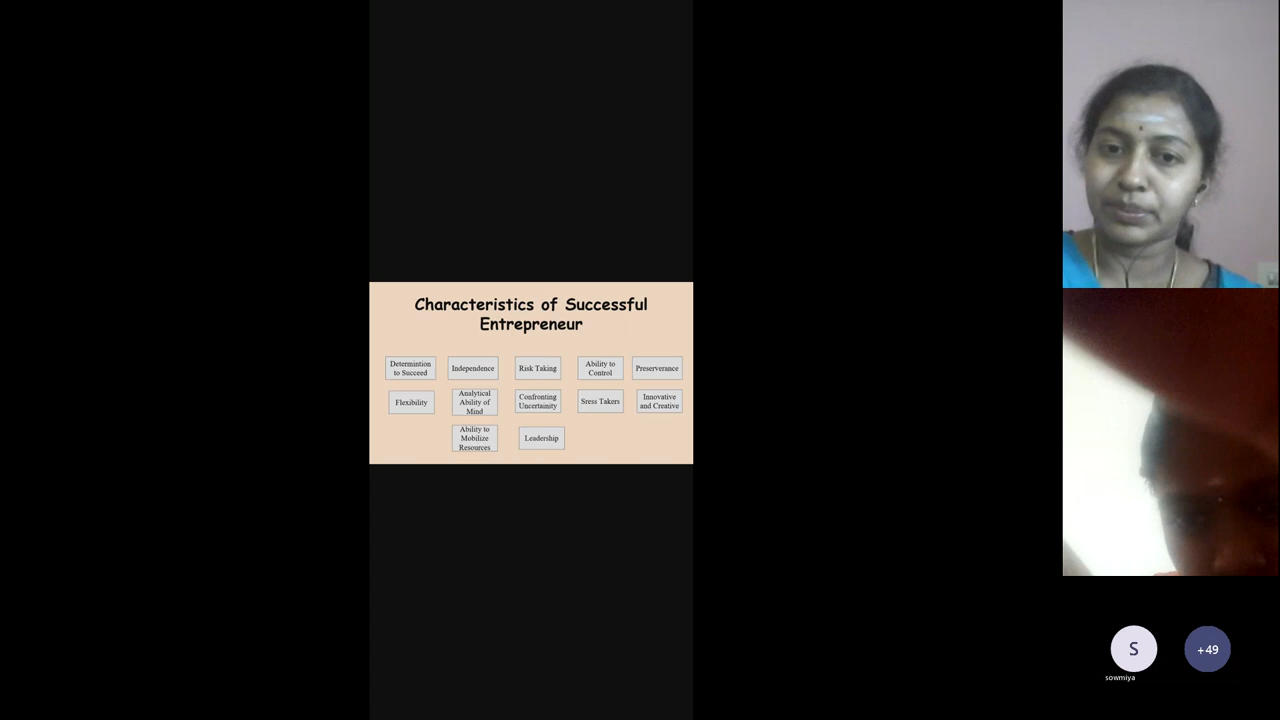 Characteristics of Successful
Entrepreneur
Determintion
to Succeed
Independence
Risk Taking
Ability to
Control
Preserverance
Flexibility
Analytical
Ability of
Mind
Confronting
Uncertainity
Sress Takers
Innovative
and Creative
Ability to
Mobilize
Resources
Leadership
S
+49
sowmiya